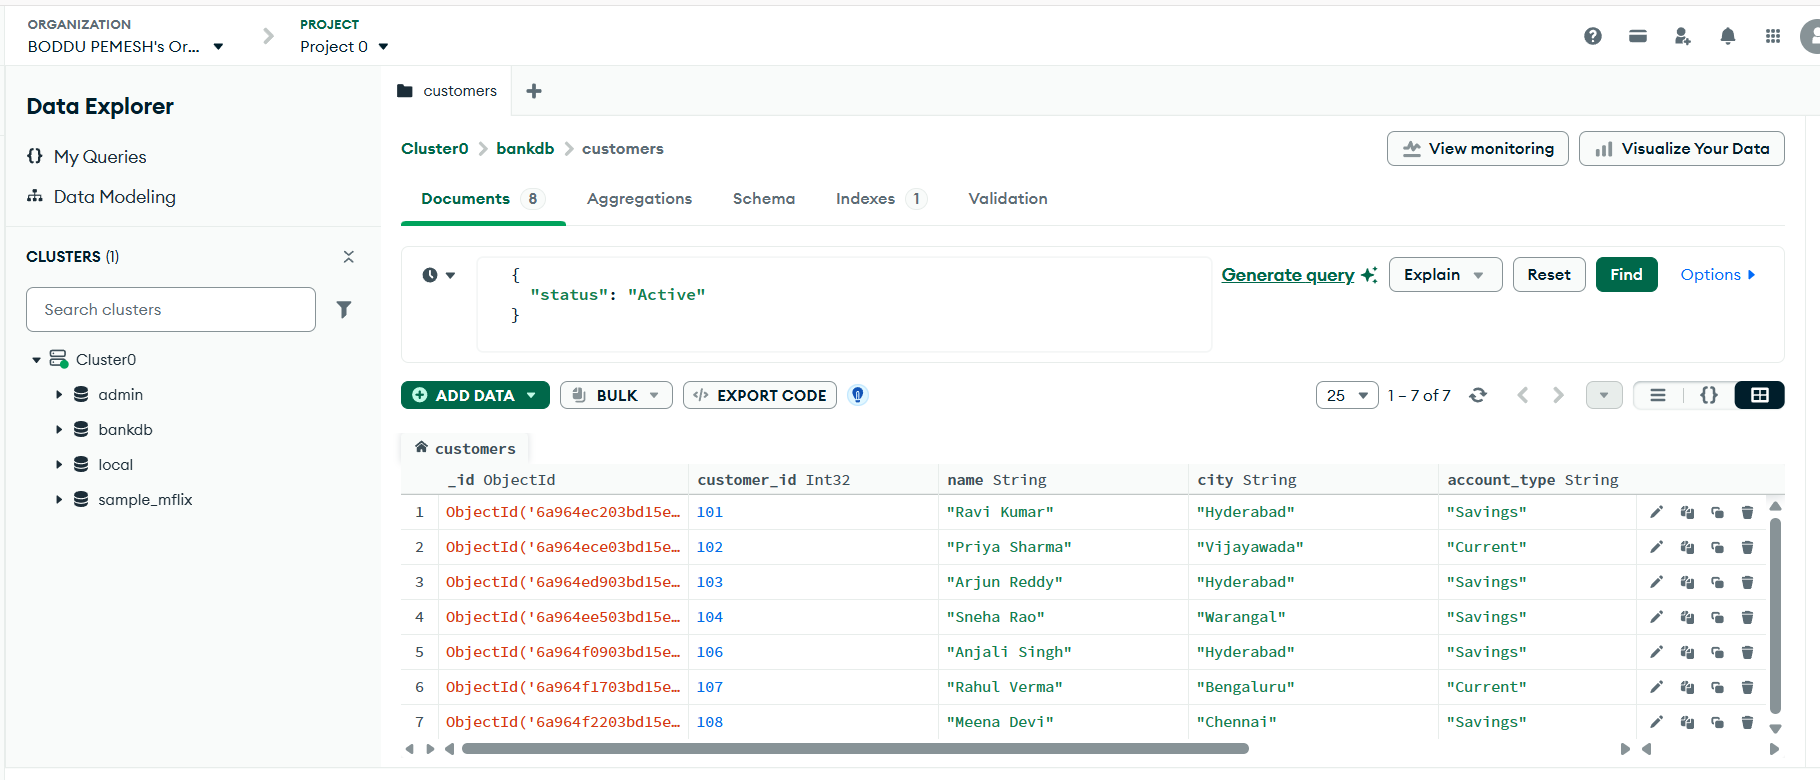 ORGANIZATION
BODDU PEMESH's Or...
PROJECT
Project 0
Data Explorer
My Queries
Data Modeling
CLUSTERS (1)
Search clusters
Cluster0
admin
bankdb
local
sample_mflix
customers
Cluster0 bankdb customers
View monitoring
Visualize Your Data
Documents 8 Aggregations Schema Indexes 1 Validation
{
"status": "Active"
}
Generate query
Explain
Reset
Find
Options
ADD DATA
BULK
EXPORT CODE
25
1 – 7 of 7
{}
customers
_id ObjectId customer_id Int32 name String city String account_type String
1 ObjectId('6a964ec203bd15e… 101 "Ravi Kumar" "Hyderabad" "Savings"
2 ObjectId('6a964ece03bd15e… 102 "Priya Sharma" "Vijayawada" "Current"
3 ObjectId('6a964ed903bd15e… 103 "Arjun Reddy" "Hyderabad" "Savings"
4 ObjectId('6a964ee503bd15e… 104 "Sneha Rao" "Warangal" "Savings"
5 ObjectId('6a964f0903bd15e… 106 "Anjali Singh" "Hyderabad" "Savings"
6 ObjectId('6a964f1703bd15e… 107 "Rahul Verma" "Bengaluru" "Current"
7 ObjectId('6a964f2203bd15e… 108 "Meena Devi" "Chennai" "Savings"